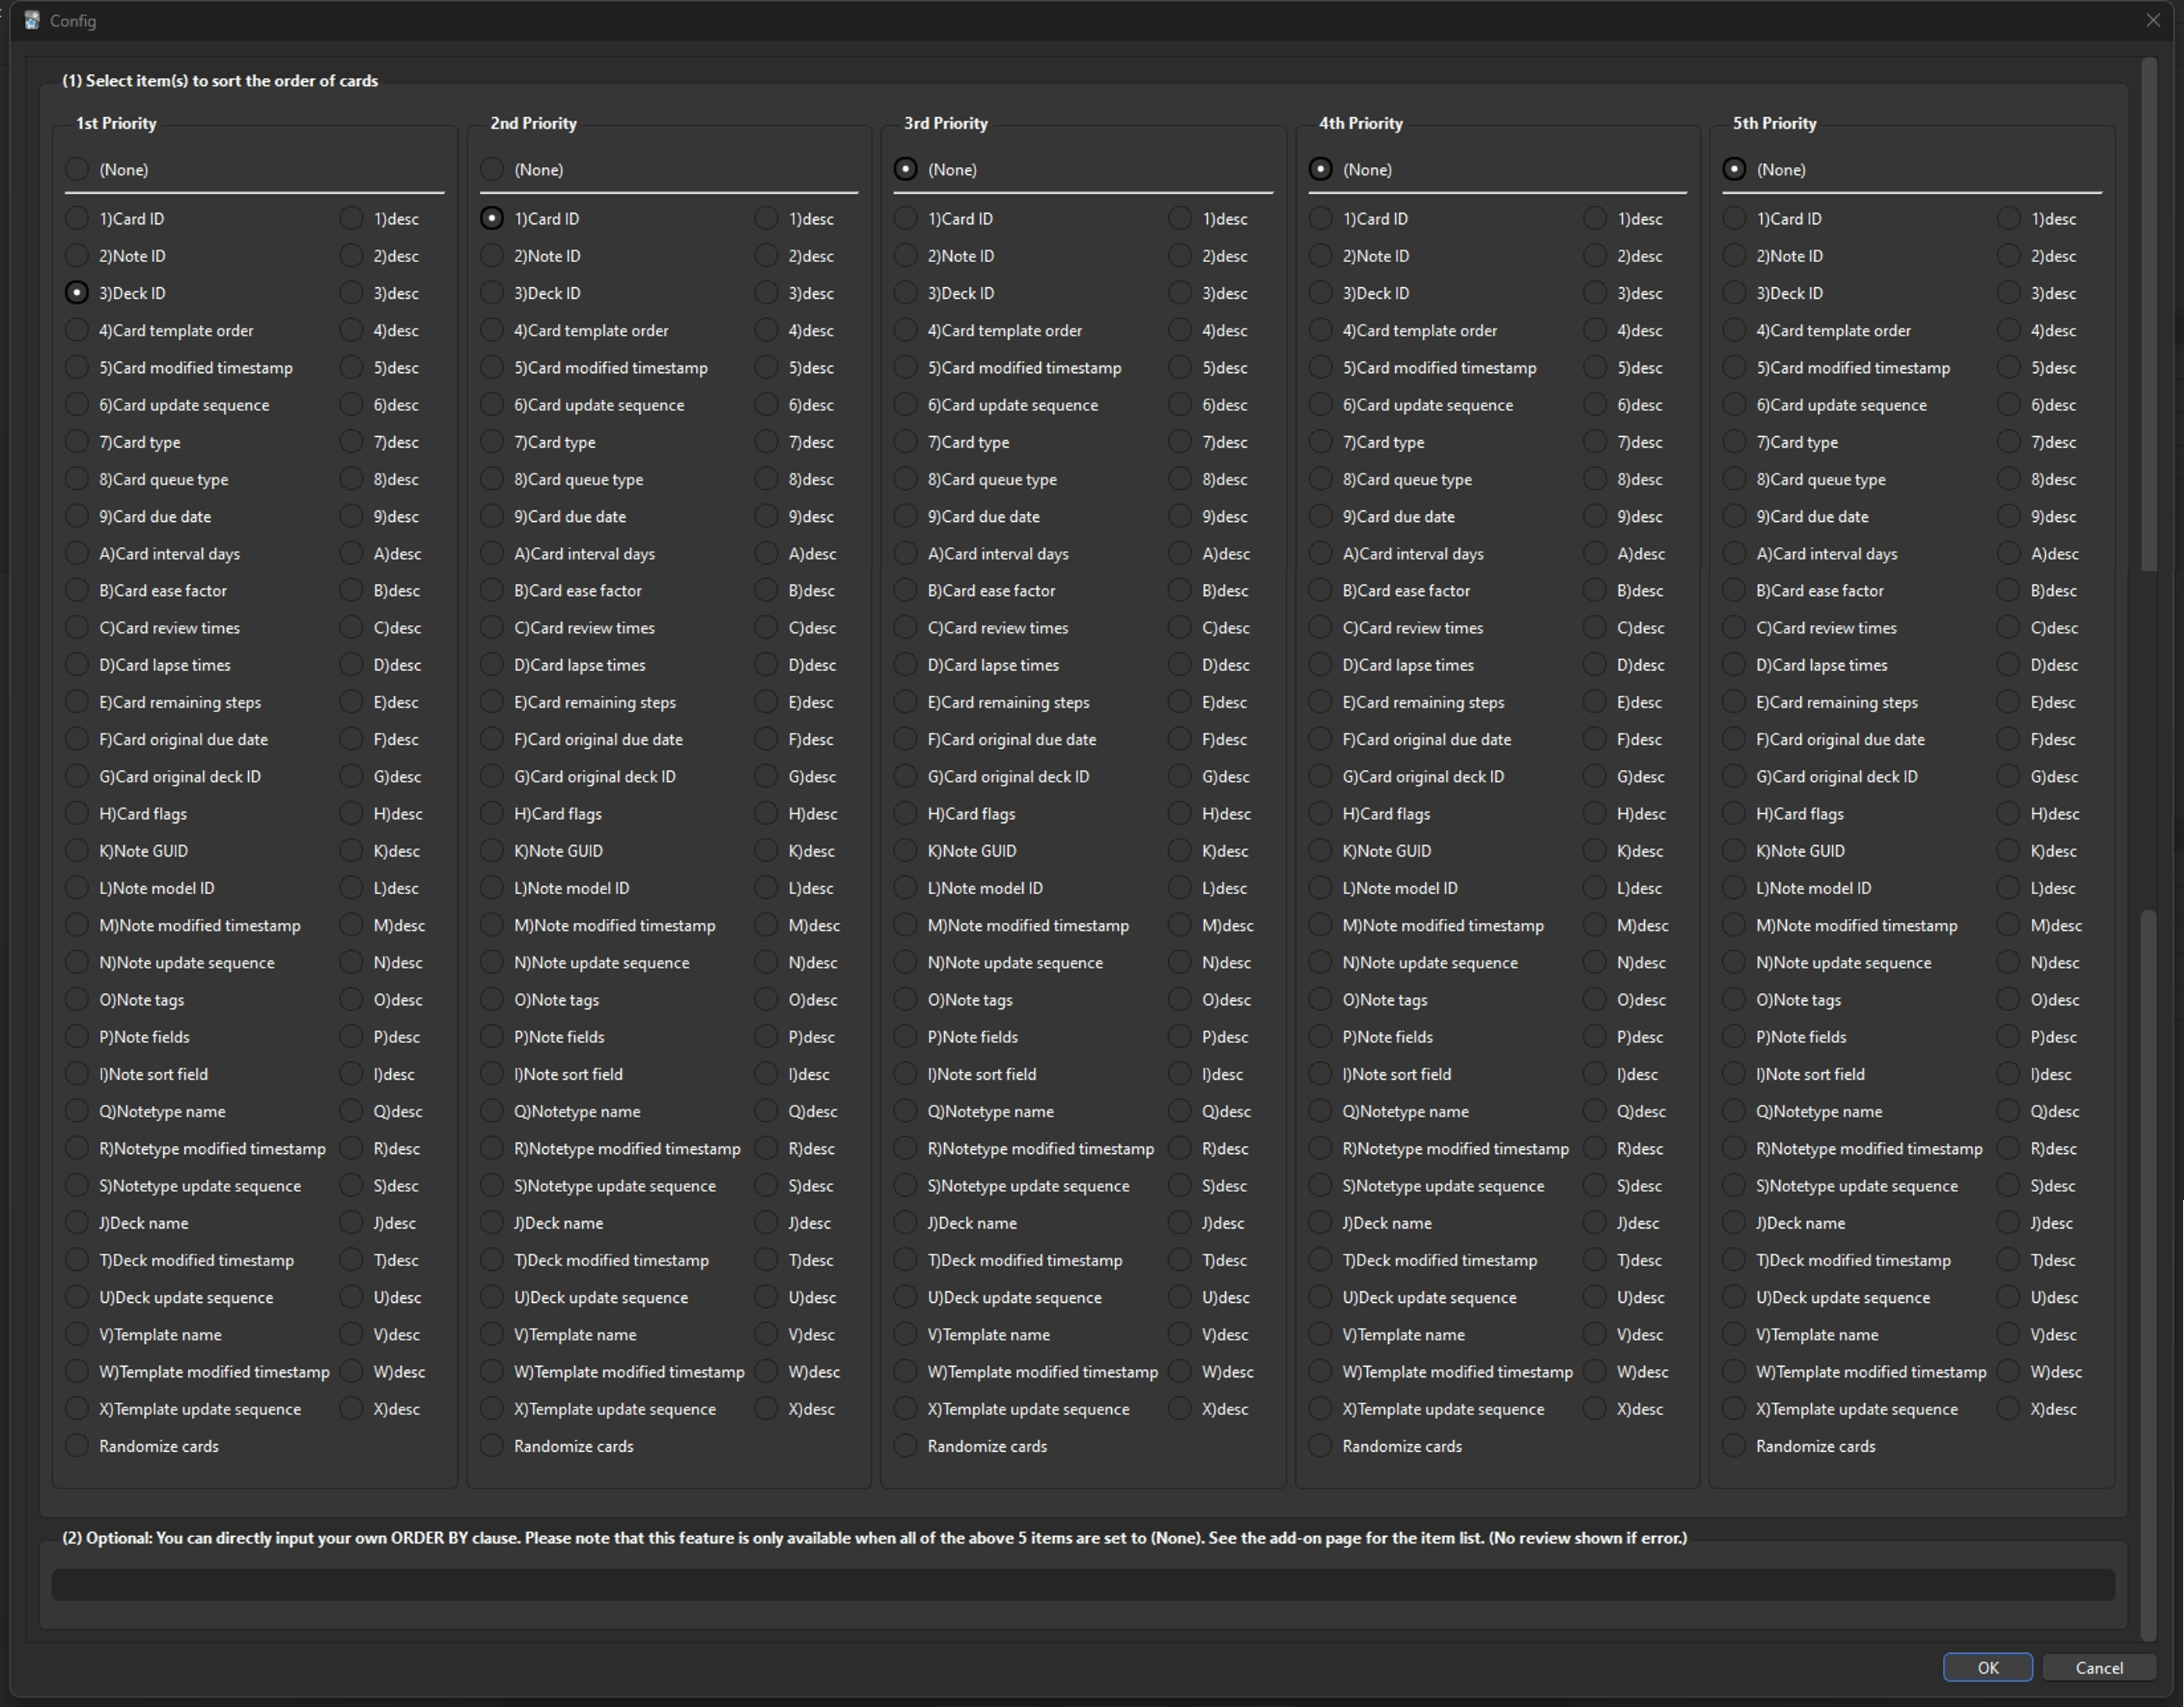 Config
(1) Select item(s) to sort the order of cards
1st Priority
(None)
1)Card ID 1)desc
2)Note ID 2)desc
3)Deck ID 3)desc
4)Card template order 4)desc
5)Card modified timestamp 5)desc
6)Card update sequence 6)desc
7)Card type 7)desc
8)Card queue type 8)desc
9)Card due date 9)desc
A)Card interval days A)desc
B)Card ease factor B)desc
C)Card review times C)desc
D)Card lapse times D)desc
E)Card remaining steps E)desc
F)Card original due date F)desc
G)Card original deck ID G)desc
H)Card flags H)desc
K)Note GUID K)desc
L)Note model ID L)desc
M)Note modified timestamp M)desc
N)Note update sequence N)desc
O)Note tags O)desc
P)Note fields P)desc
I)Note sort field I)desc
Q)Notetype name Q)desc
R)Notetype modified timestamp R)desc
S)Notetype update sequence S)desc
J)Deck name J)desc
T)Deck modified timestamp T)desc
U)Deck update sequence U)desc
V)Template name V)desc
W)Template modified timestamp W)desc
X)Template update sequence X)desc
Randomize cards
2nd Priority
(None)
1)Card ID 1)desc
2)Note ID 2)desc
3)Deck ID 3)desc
4)Card template order 4)desc
5)Card modified timestamp 5)desc
6)Card update sequence 6)desc
7)Card type 7)desc
8)Card queue type 8)desc
9)Card due date 9)desc
A)Card interval days A)desc
B)Card ease factor B)desc
C)Card review times C)desc
D)Card lapse times D)desc
E)Card remaining steps E)desc
F)Card original due date F)desc
G)Card original deck ID G)desc
H)Card flags H)desc
K)Note GUID K)desc
L)Note model ID L)desc
M)Note modified timestamp M)desc
N)Note update sequence N)desc
O)Note tags O)desc
P)Note fields P)desc
I)Note sort field I)desc
Q)Notetype name Q)desc
R)Notetype modified timestamp R)desc
S)Notetype update sequence S)desc
J)Deck name J)desc
T)Deck modified timestamp T)desc
U)Deck update sequence U)desc
V)Template name V)desc
W)Template modified timestamp W)desc
X)Template update sequence X)desc
Randomize cards
3rd Priority
(None)
1)Card ID 1)desc
2)Note ID 2)desc
3)Deck ID 3)desc
4)Card template order 4)desc
5)Card modified timestamp 5)desc
6)Card update sequence 6)desc
7)Card type 7)desc
8)Card queue type 8)desc
9)Card due date 9)desc
A)Card interval days A)desc
B)Card ease factor B)desc
C)Card review times C)desc
D)Card lapse times D)desc
E)Card remaining steps E)desc
F)Card original due date F)desc
G)Card original deck ID G)desc
H)Card flags H)desc
K)Note GUID K)desc
L)Note model ID L)desc
M)Note modified timestamp M)desc
N)Note update sequence N)desc
O)Note tags O)desc
P)Note fields P)desc
I)Note sort field I)desc
Q)Notetype name Q)desc
R)Notetype modified timestamp R)desc
S)Notetype update sequence S)desc
J)Deck name J)desc
T)Deck modified timestamp T)desc
U)Deck update sequence U)desc
V)Template name V)desc
W)Template modified timestamp W)desc
X)Template update sequence X)desc
Randomize cards
4th Priority
(None)
1)Card ID 1)desc
2)Note ID 2)desc
3)Deck ID 3)desc
4)Card template order 4)desc
5)Card modified timestamp 5)desc
6)Card update sequence 6)desc
7)Card type 7)desc
8)Card queue type 8)desc
9)Card due date 9)desc
A)Card interval days A)desc
B)Card ease factor B)desc
C)Card review times C)desc
D)Card lapse times D)desc
E)Card remaining steps E)desc
F)Card original due date F)desc
G)Card original deck ID G)desc
H)Card flags H)desc
K)Note GUID K)desc
L)Note model ID L)desc
M)Note modified timestamp M)desc
N)Note update sequence N)desc
O)Note tags O)desc
P)Note fields P)desc
I)Note sort field I)desc
Q)Notetype name Q)desc
R)Notetype modified timestamp R)desc
S)Notetype update sequence S)desc
J)Deck name J)desc
T)Deck modified timestamp T)desc
U)Deck update sequence U)desc
V)Template name V)desc
W)Template modified timestamp W)desc
X)Template update sequence X)desc
Randomize cards
5th Priority
(None)
1)Card ID 1)desc
2)Note ID 2)desc
3)Deck ID 3)desc
4)Card template order 4)desc
5)Card modified timestamp 5)desc
6)Card update sequence 6)desc
7)Card type 7)desc
8)Card queue type 8)desc
9)Card due date 9)desc
A)Card interval days A)desc
B)Card ease factor B)desc
C)Card review times C)desc
D)Card lapse times D)desc
E)Card remaining steps E)desc
F)Card original due date F)desc
G)Card original deck ID G)desc
H)Card flags H)desc
K)Note GUID K)desc
L)Note model ID L)desc
M)Note modified timestamp M)desc
N)Note update sequence N)desc
O)Note tags O)desc
P)Note fields P)desc
I)Note sort field I)desc
Q)Notetype name Q)desc
R)Notetype modified timestamp R)desc
S)Notetype update sequence S)desc
J)Deck name J)desc
T)Deck modified timestamp T)desc
U)Deck update sequence U)desc
V)Template name V)desc
W)Template modified timestamp W)desc
X)Template update sequence X)desc
Randomize cards
(2) Optional: You can directly input your own ORDER BY clause. Please note that this feature is only available when all of the above 5 items are set to (None). See the add-on page for the item list. (No review shown if error.)
OK Cancel